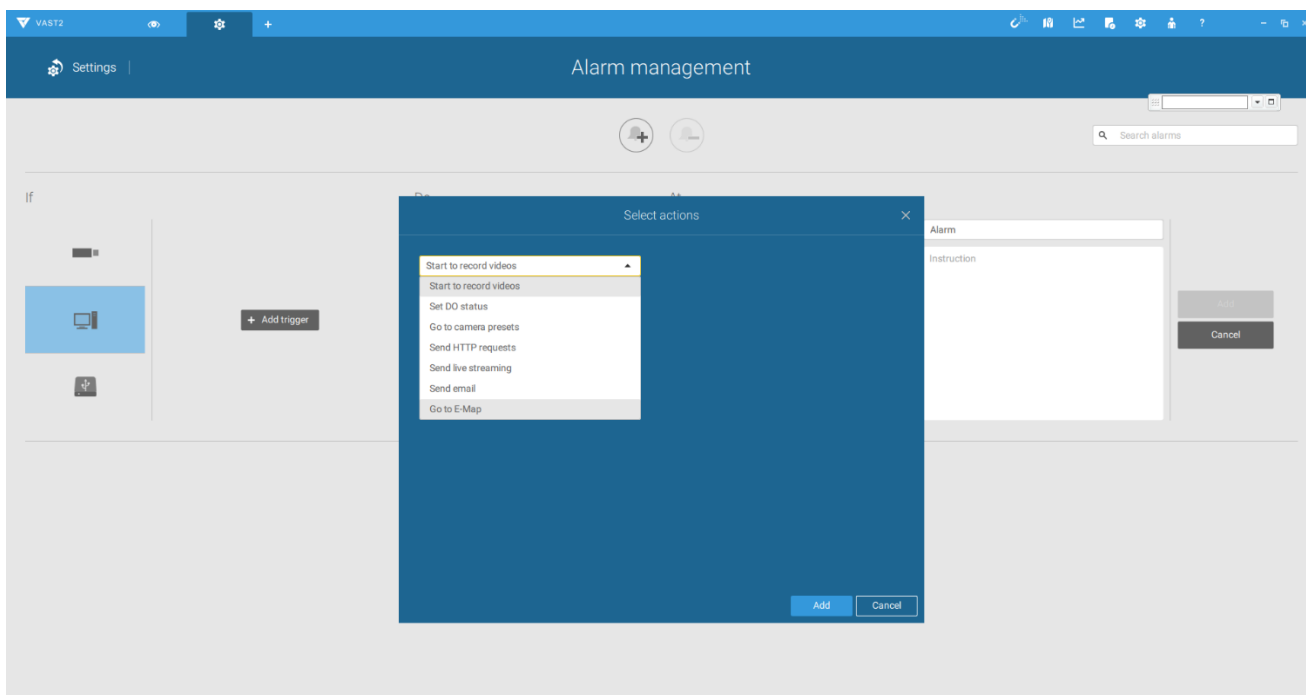 VAST2
+
?
Settings
Alarm management
Search alarms
If
Select actions
Alarm
Instruction
Start to record videos
Start to record videos
Set DO status
Go to camera presets
Send HTTP requests
Send live streaming
Send email
Go to E-Map
+ Add trigger
Add
Cancel
Add
Cancel